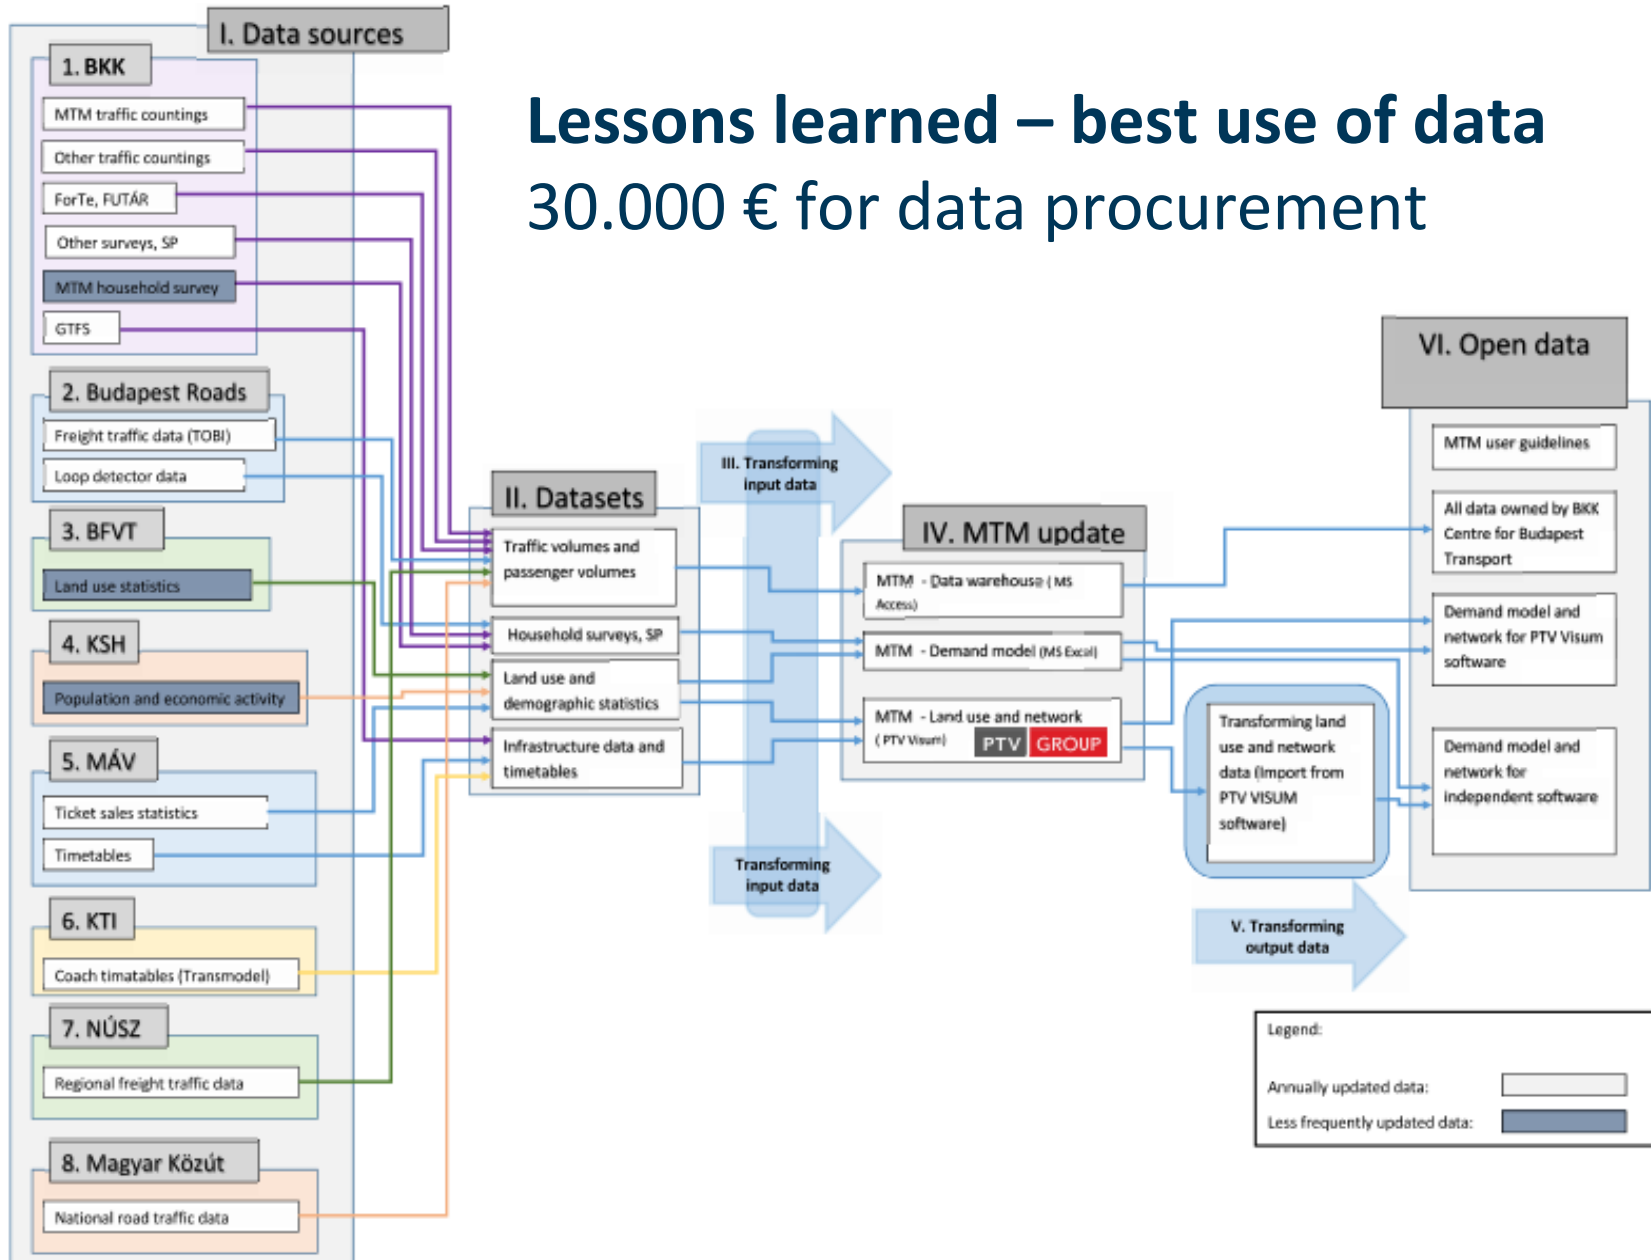 I. Data sources
1. BKK
MTM traffic countings
Other traffic countings
ForTe, FUTÁR
Other surveys, SP
MTM household survey
GTFS
2. Budapest Roads
Freight traffic data (TOBI)
Loop detector data
3. BFVT
Land use statistics
4. KSH
Population and economic activity
5. MÁV
Ticket sales statistics
Timetables
6. KTI
Coach timatables (Transmodel)
7. NÚSZ
Regional freight traffic data
8. Magyar Közút
National road traffic data
Lessons learned – best use of data
30.000 € for data procurement
II. Datasets
Traffic volumes and
passenger volumes
Household surveys, SP
Land use and
demographic statistics
Infrastructure data and
timetables
III. Transforming
input data
Transforming
input data
IV. MTM update
MTM - Data warehouse ( MS
Access)
MTM - Demand model (MS Excel)
MTM - Land use and network
( PTV Visum)
PTV GROUP
Transforming land
use and network
data (Import from
PTV VISUM
software)
V. Transforming
output data
VI. Open data
MTM user guidelines
All data owned by BKK
Centre for Budapest
Transport
Demand model and
network for PTV Visum
software
Demand model and
network for
independent software
Legend:
Annually updated data:
Less frequently updated data: